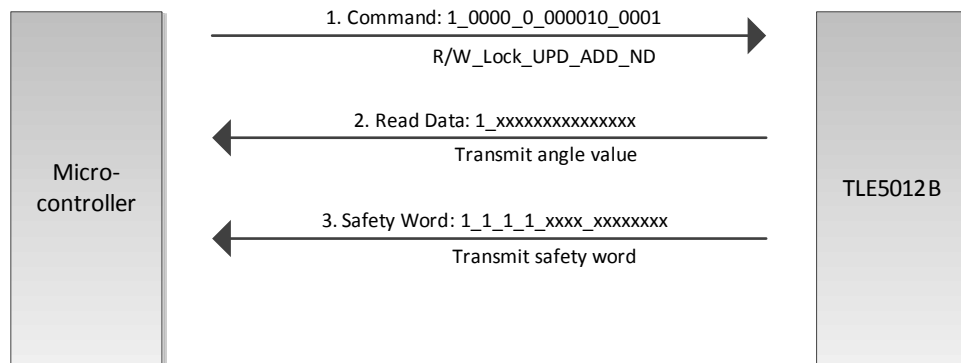 1. Command: 1_0000_0_000010_0001
R/W_Lock_UPD_ADD_ND
2. Read Data: 1_xxxxxxxxxxxxxxx
Transmit angle value
Micro-
controller
TLE5012B
3. Safety Word: 1_1_1_1_xxxx_xxxxxxxx
Transmit safety word